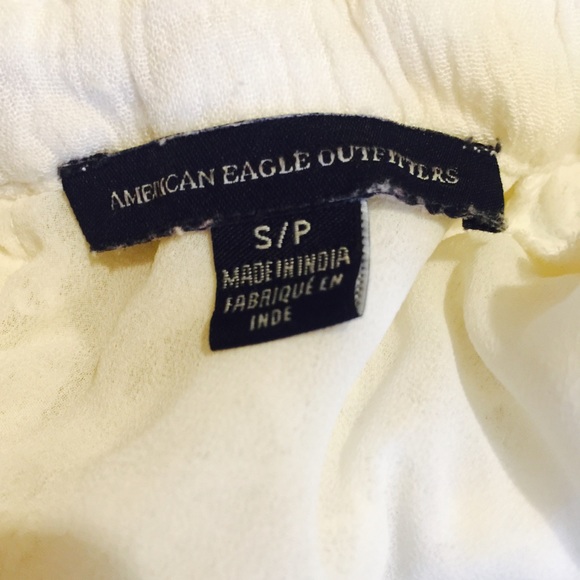 AMERICAN EAGLE OUTFITTERS
S/P
MADE IN INDIA
FABRIQUÉ EN
INDE